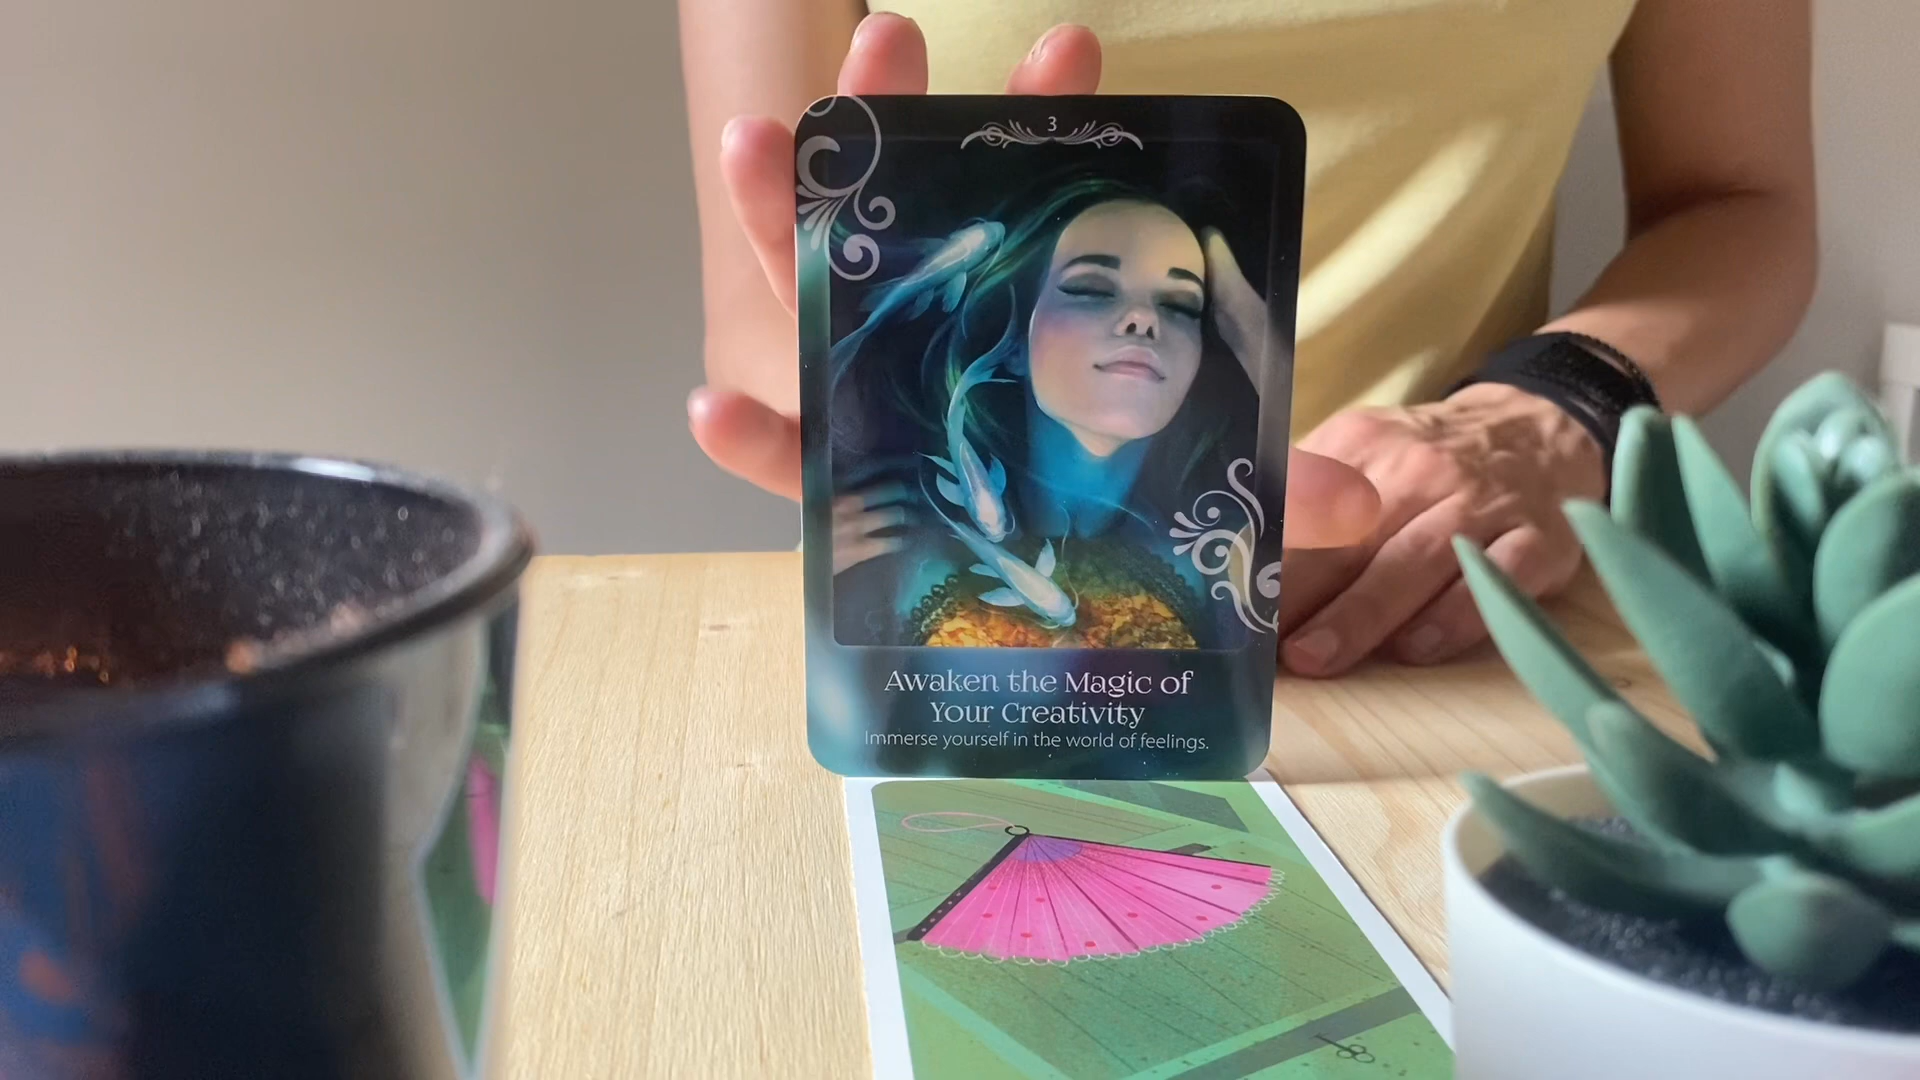 3
Awaken the Magic of
Your Creativity
Immerse yourself in the world of feelings.